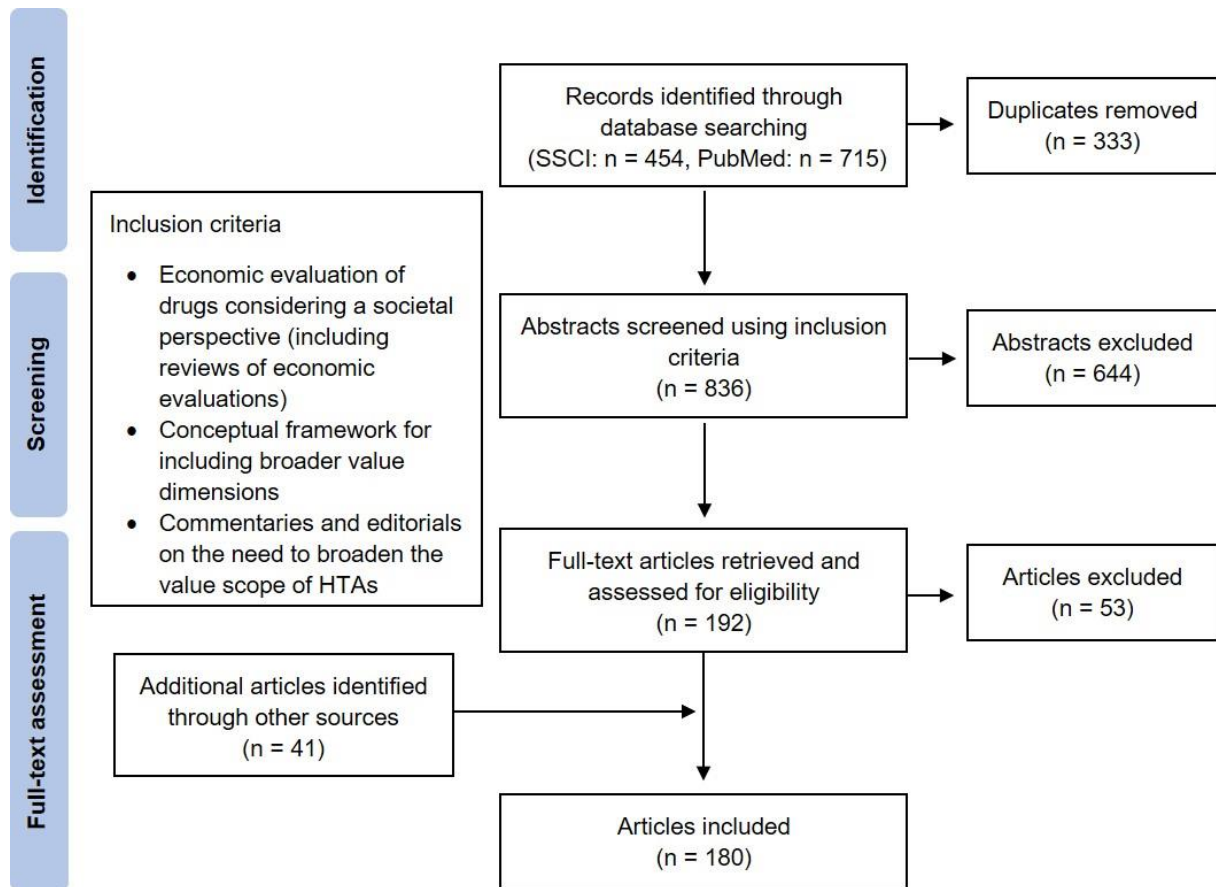 Identification
Records identified through
database searching
(SSCI: n = 454, PubMed: n = 715)
Duplicates removed
(n = 333)
Inclusion criteria
• Economic evaluation of
drugs considering a societal
perspective (including
reviews of economic
evaluations)
• Conceptual framework for
including broader value
dimensions
• Commentaries and editorials
on the need to broaden the
value scope of HTAs
Screening
Abstracts screened using inclusion
criteria
(n = 836)
Abstracts excluded
(n = 644)
Full-text assessment
Full-text articles retrieved and
assessed for eligibility
(n = 192)
Articles excluded
(n = 53)
Additional articles identified
through other sources
(n = 41)
Articles included
(n = 180)